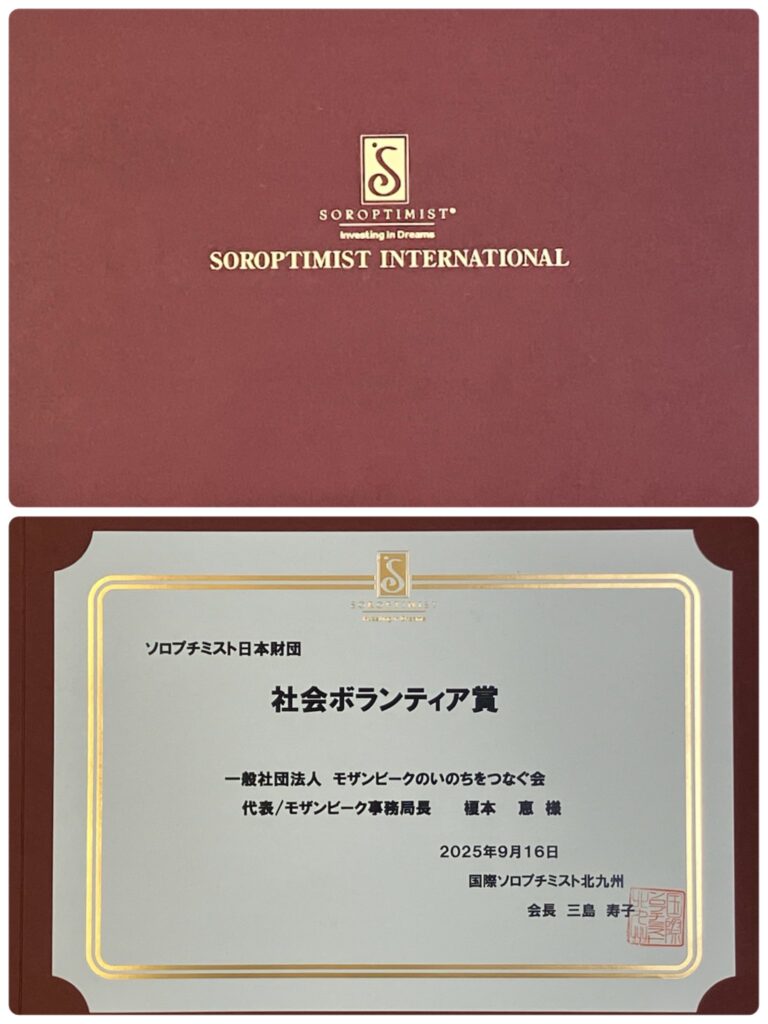 S
SOROPTIMIST®
Investing in Dreams
SOROPTIMIST INTERNATIONAL
S
SOROPTIMIST
Investing in Dreams
ソロプチミスト日本財団
社会ボランティア賞
一般社団法人 モザンビークのいのちをつなぐ会
代表/モザンビーク事務局長 榎本 恵 様
2025年9月16日
国際ソロプチミスト北九州
会長 三島 寿子